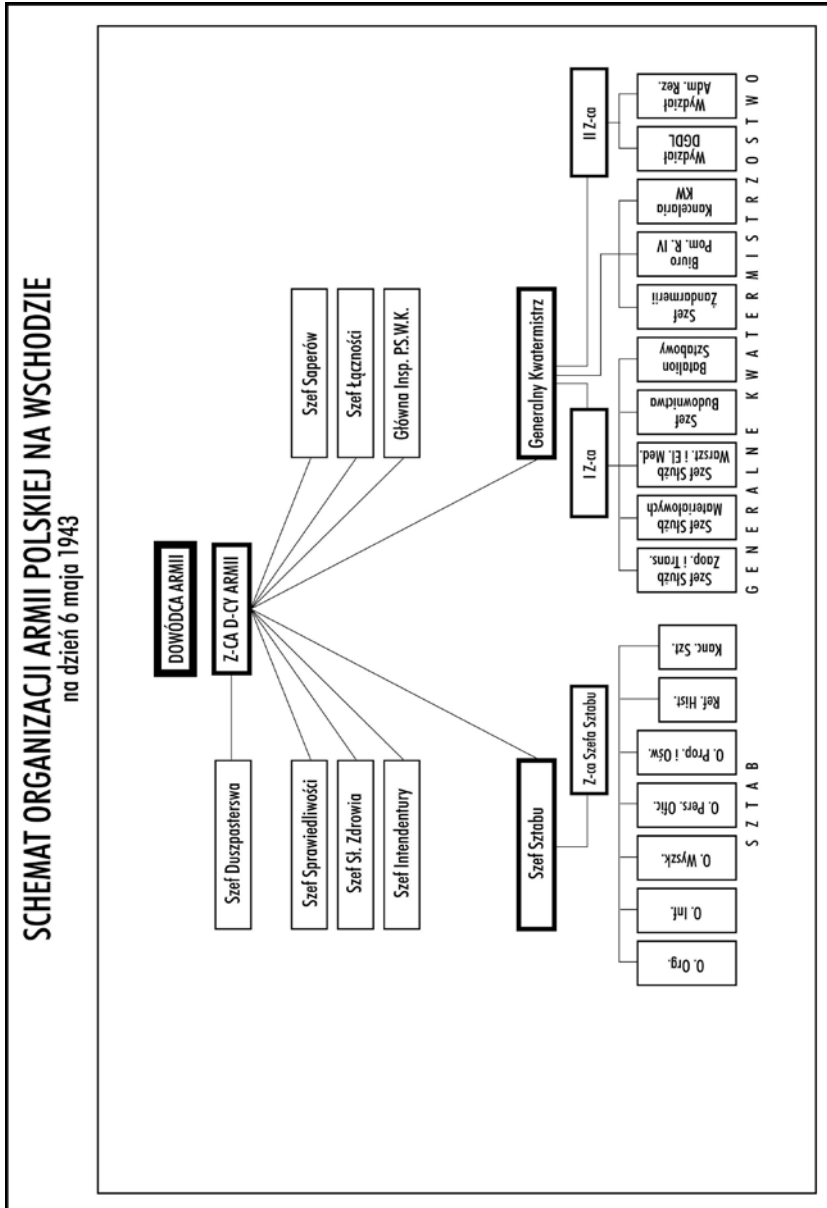 SCHEMAT ORGANIZACJI ARMII POLSKIEJ NA WSCHODZIE
na dzień 6 maja 1943
DOWÓDCA ARMII
Z-CA D-CY ARMII
Szef Duszpasterswa
Szef Sprawiedliwości
Szef Sł. Zdrowia
Szef Intendentury
Szef Saperów
Szef Łączności
Główna Insp. P.S.W.K.
Szef Sztabu
Generalny Kwatermistrz
Z-ca Szefa Sztabu
I Z-ca
II Z-ca
O. Org.
O. Inf.
O. Wyszk.
O. Pers. Ofic.
O. Prop. i Ośw.
Ref. Hist.
Kanc. Szt.
Szef Służb
Zaop. i Trans.
Szef Służb
Materiałowych
Szef Służb
Warszt. i El. Med.
Szef
Budownictwa
Batalion
Sztabowy
Szef
Żandarmerii
Biuro
Pom. R. IV
Kancelaria
KW
Wydział
DGDL
Wydział
Adm. Rez.
SZTAB
GENERALNE KWATERMISTRZOSTWO